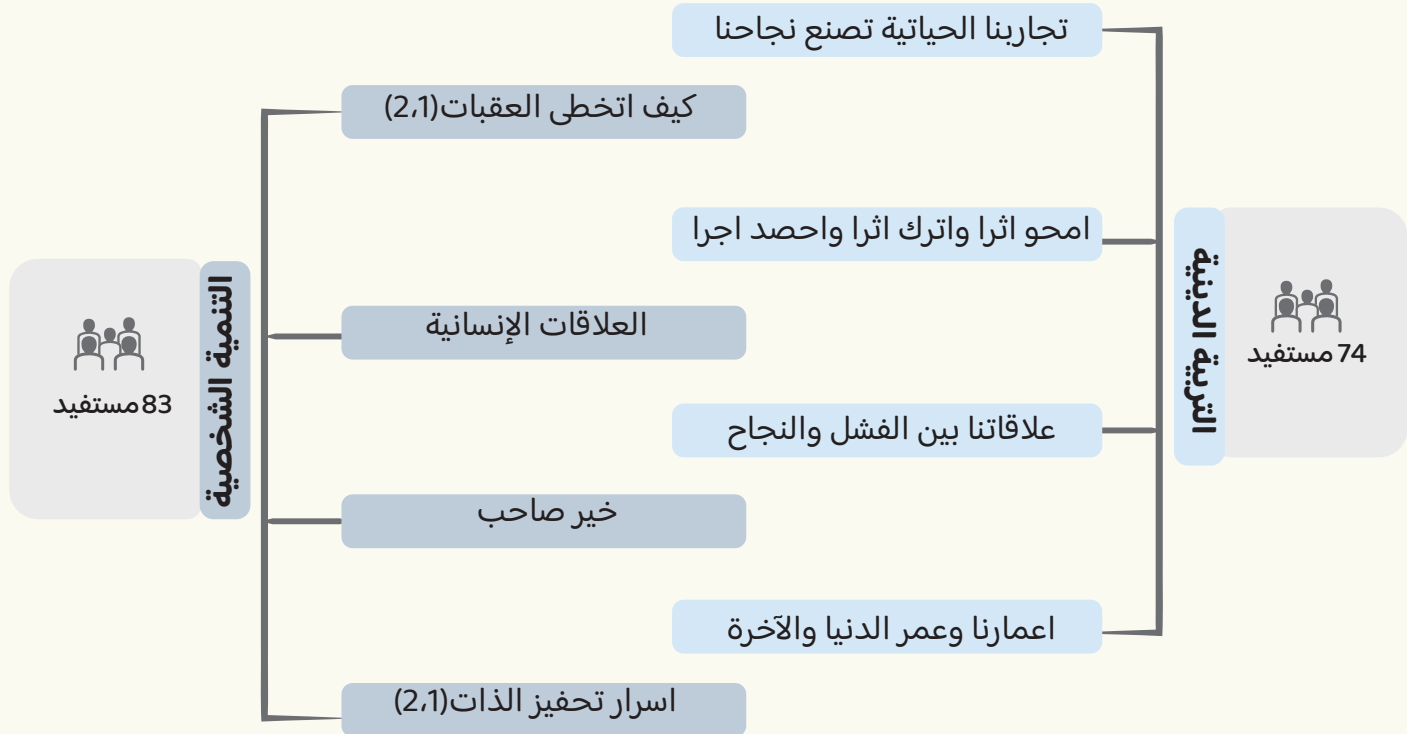 تجاربنا الحياتية تصنع نجاحنا
امحو اثرا واترك اثرا واحصد اجرا
علاقاتنا بين الفشل والنجاح
اعمارنا وعمر الدنيا والآخرة
التربية الدينية
74 مستفيد
كيف اتخطى العقبات(2،1)
العلاقات الإنسانية
خير صاحب
اسرار تحفيز الذات(2،1)
التنمية الشخصية
83 مستفيد